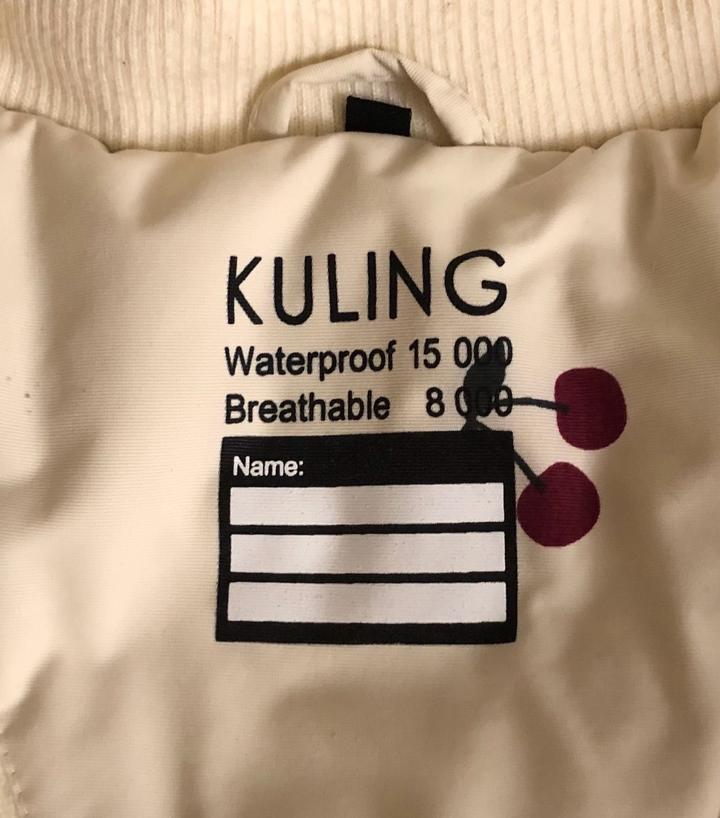 KULING
Waterproof 15 000
Breathable 8 000
Name: